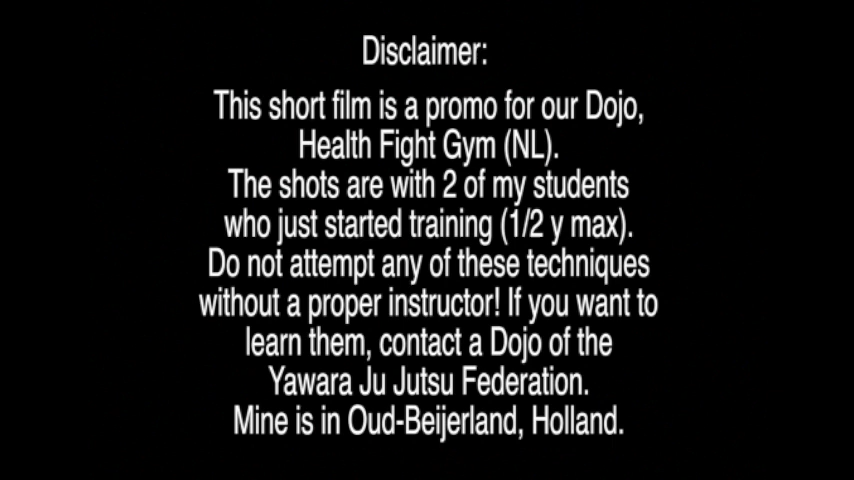 Disclaimer:
This short film is a promo for our Dojo,
Health Fight Gym (NL).
The shots are with 2 of my students
who just started training (1/2 y max).
Do not attempt any of these techniques
without a proper instructor! If you want to
learn them, contact a Dojo of the
Yawara Ju Jutsu Federation.
Mine is in Oud-Beijerland, Holland.